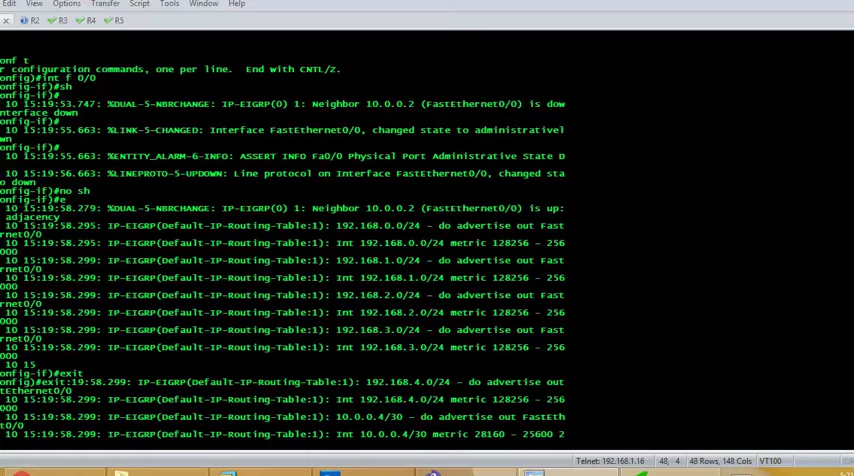 Edit View Options Transfer Script Tools Window Help
R2 R3 R4 R5
onf t
r configuration commands, one per line. End with CNTL/Z.
onfig)#int f 0/0
onfig-if)#sh
onfig-if)#
10 15:19:53.747: %DUAL-5-NBRCHANGE: IP-EIGRP(0) 1: Neighbor 10.0.0.2 (FastEthernet0/0) is dow
nterface down
onfig-if)#
10 15:19:55.663: %LINK-5-CHANGED: Interface FastEthernet0/0, changed state to administrativel
wn
onfig-if)#
10 15:19:55.663: %ENTITY_ALARM-6-INFO: ASSERT INFO Fa0/0 Physical Port Administrative State D
10 15:19:56.663: %LINEPROTO-5-UPDOWN: Line protocol on Interface FastEthernet0/0, changed sta
o down
onfig-if)#no sh
onfig-if)#e
10 15:19:58.279: %DUAL-5-NBRCHANGE: IP-EIGRP(0) 1: Neighbor 10.0.0.2 (FastEthernet0/0) is up:
adjacency
10 15:19:58.295: IP-EIGRP(Default-IP-Routing-Table:1): 192.168.0.0/24 - do advertise out Fast
rnet0/0
10 15:19:58.295: IP-EIGRP(Default-IP-Routing-Table:1): Int 192.168.0.0/24 metric 128256 - 256
000
10 15:19:58.299: IP-EIGRP(Default-IP-Routing-Table:1): 192.168.1.0/24 - do advertise out Fast
rnet0/0
10 15:19:58.299: IP-EIGRP(Default-IP-Routing-Table:1): Int 192.168.1.0/24 metric 128256 - 256
000
10 15:19:58.299: IP-EIGRP(Default-IP-Routing-Table:1): 192.168.2.0/24 - do advertise out Fast
rnet0/0
10 15:19:58.299: IP-EIGRP(Default-IP-Routing-Table:1): Int 192.168.2.0/24 metric 128256 - 256
000
10 15:19:58.299: IP-EIGRP(Default-IP-Routing-Table:1): 192.168.3.0/24 - do advertise out Fast
rnet0/0
10 15:19:58.299: IP-EIGRP(Default-IP-Routing-Table:1): Int 192.168.3.0/24 metric 128256 - 256
000
10 15
onfig-if)#exit
onfig)#exit:19:58.299: IP-EIGRP(Default-IP-Routing-Table:1): 192.168.4.0/24 - do advertise out
tEthernet0/0
10 15:19:58.299: IP-EIGRP(Default-IP-Routing-Table:1): Int 192.168.4.0/24 metric 128256 - 256
000
10 15:19:58.299: IP-EIGRP(Default-IP-Routing-Table:1): 10.0.0.4/30 - do advertise out FastEth
t0/0
10 15:19:58.299: IP-EIGRP(Default-IP-Routing-Table:1): Int 10.0.0.4/30 metric 28160 - 25600 2
Telnet: 192.168.1.16 48, 4 48 Rows, 148 Cols VT100